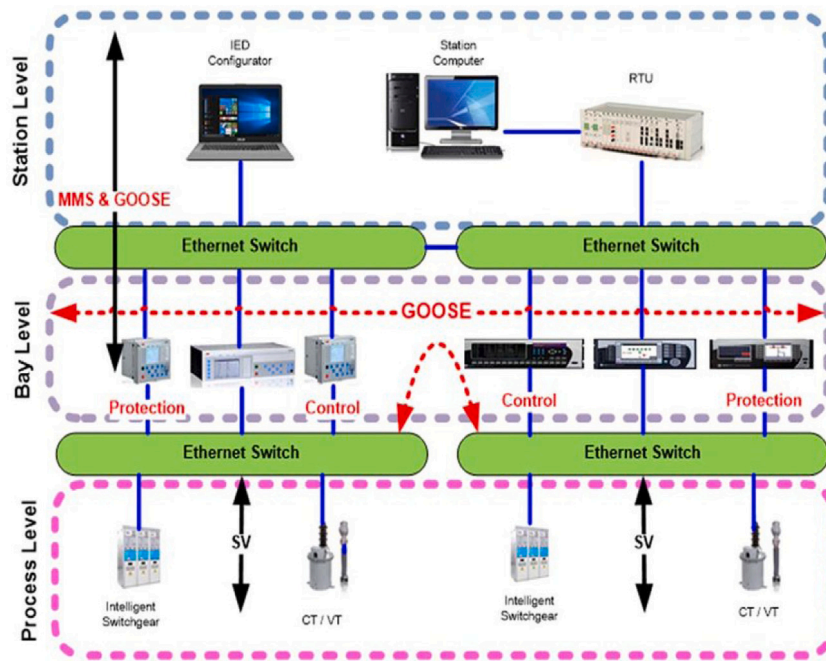 Station Level
IED
Configurator
Station
Computer
RTU
MMS & GOOSE
Ethernet Switch
Ethernet Switch
Bay Level
GOOSE
Protection
Control
Control
Protection
Ethernet Switch
Ethernet Switch
Process Level
SV
SV
Intelligent
Switchgear
CT / VT
Intelligent
Switchgear
CT / VT